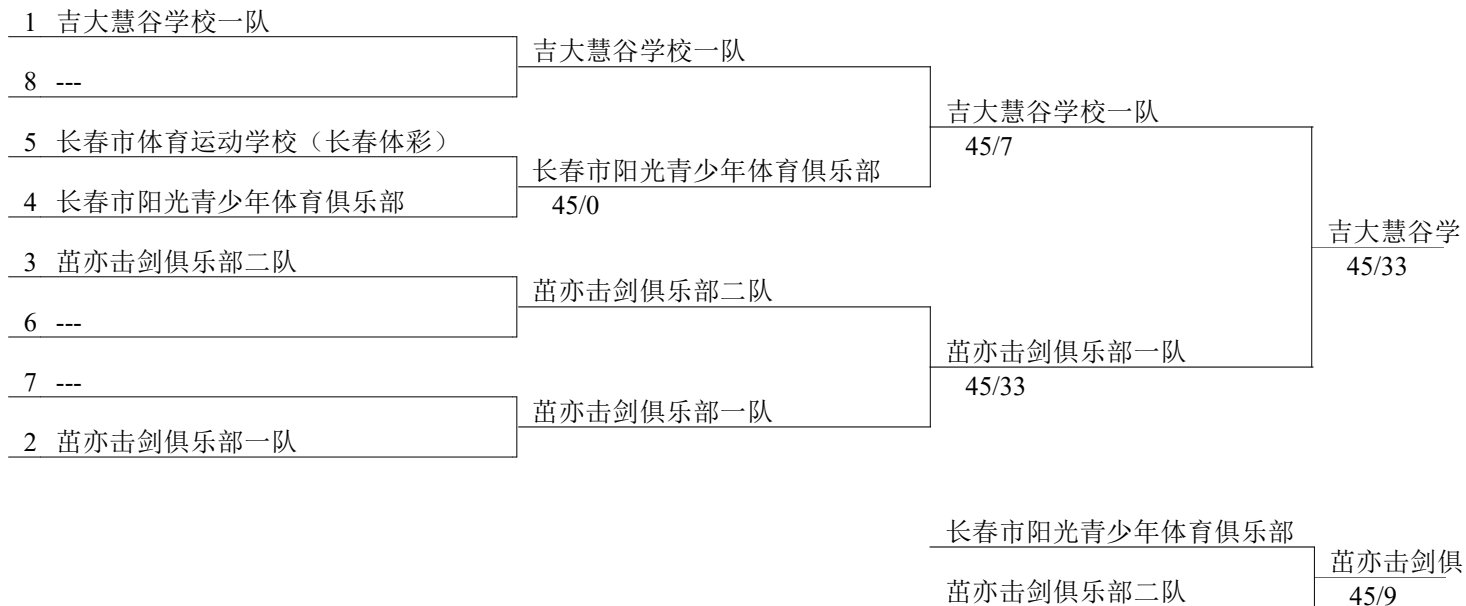 1 吉大慧谷学校一队
吉大慧谷学校一队
8 ---
吉大慧谷学校一队
45/7
5 长春市体育运动学校（长春体彩）
长春市阳光青少年体育俱乐部
45/0
4 长春市阳光青少年体育俱乐部
吉大慧谷学
45/33
3 茁亦击剑俱乐部二队
茁亦击剑俱乐部二队
6 ---
茁亦击剑俱乐部一队
45/33
7 ---
茁亦击剑俱乐部一队
2 茁亦击剑俱乐部一队
长春市阳光青少年体育俱乐部
茁亦击剑俱
45/9
茁亦击剑俱乐部二队